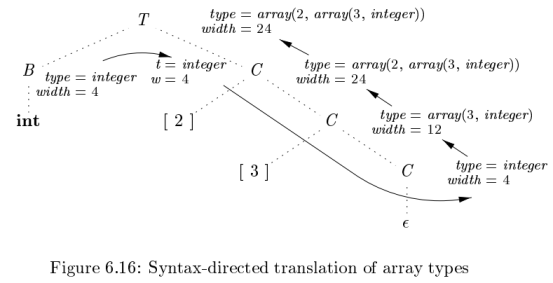 T
type = array(2, array(3, integer))
width = 24
B
type = integer
width = 4
t = integer
w = 4
C
type = array(2, array(3, integer))
width = 24
int
[ 2 ]
C
type = array(3, integer)
width = 12
[ 3 ]
C
type = integer
width = 4
ϵ
Figure 6.16: Syntax-directed translation of array types